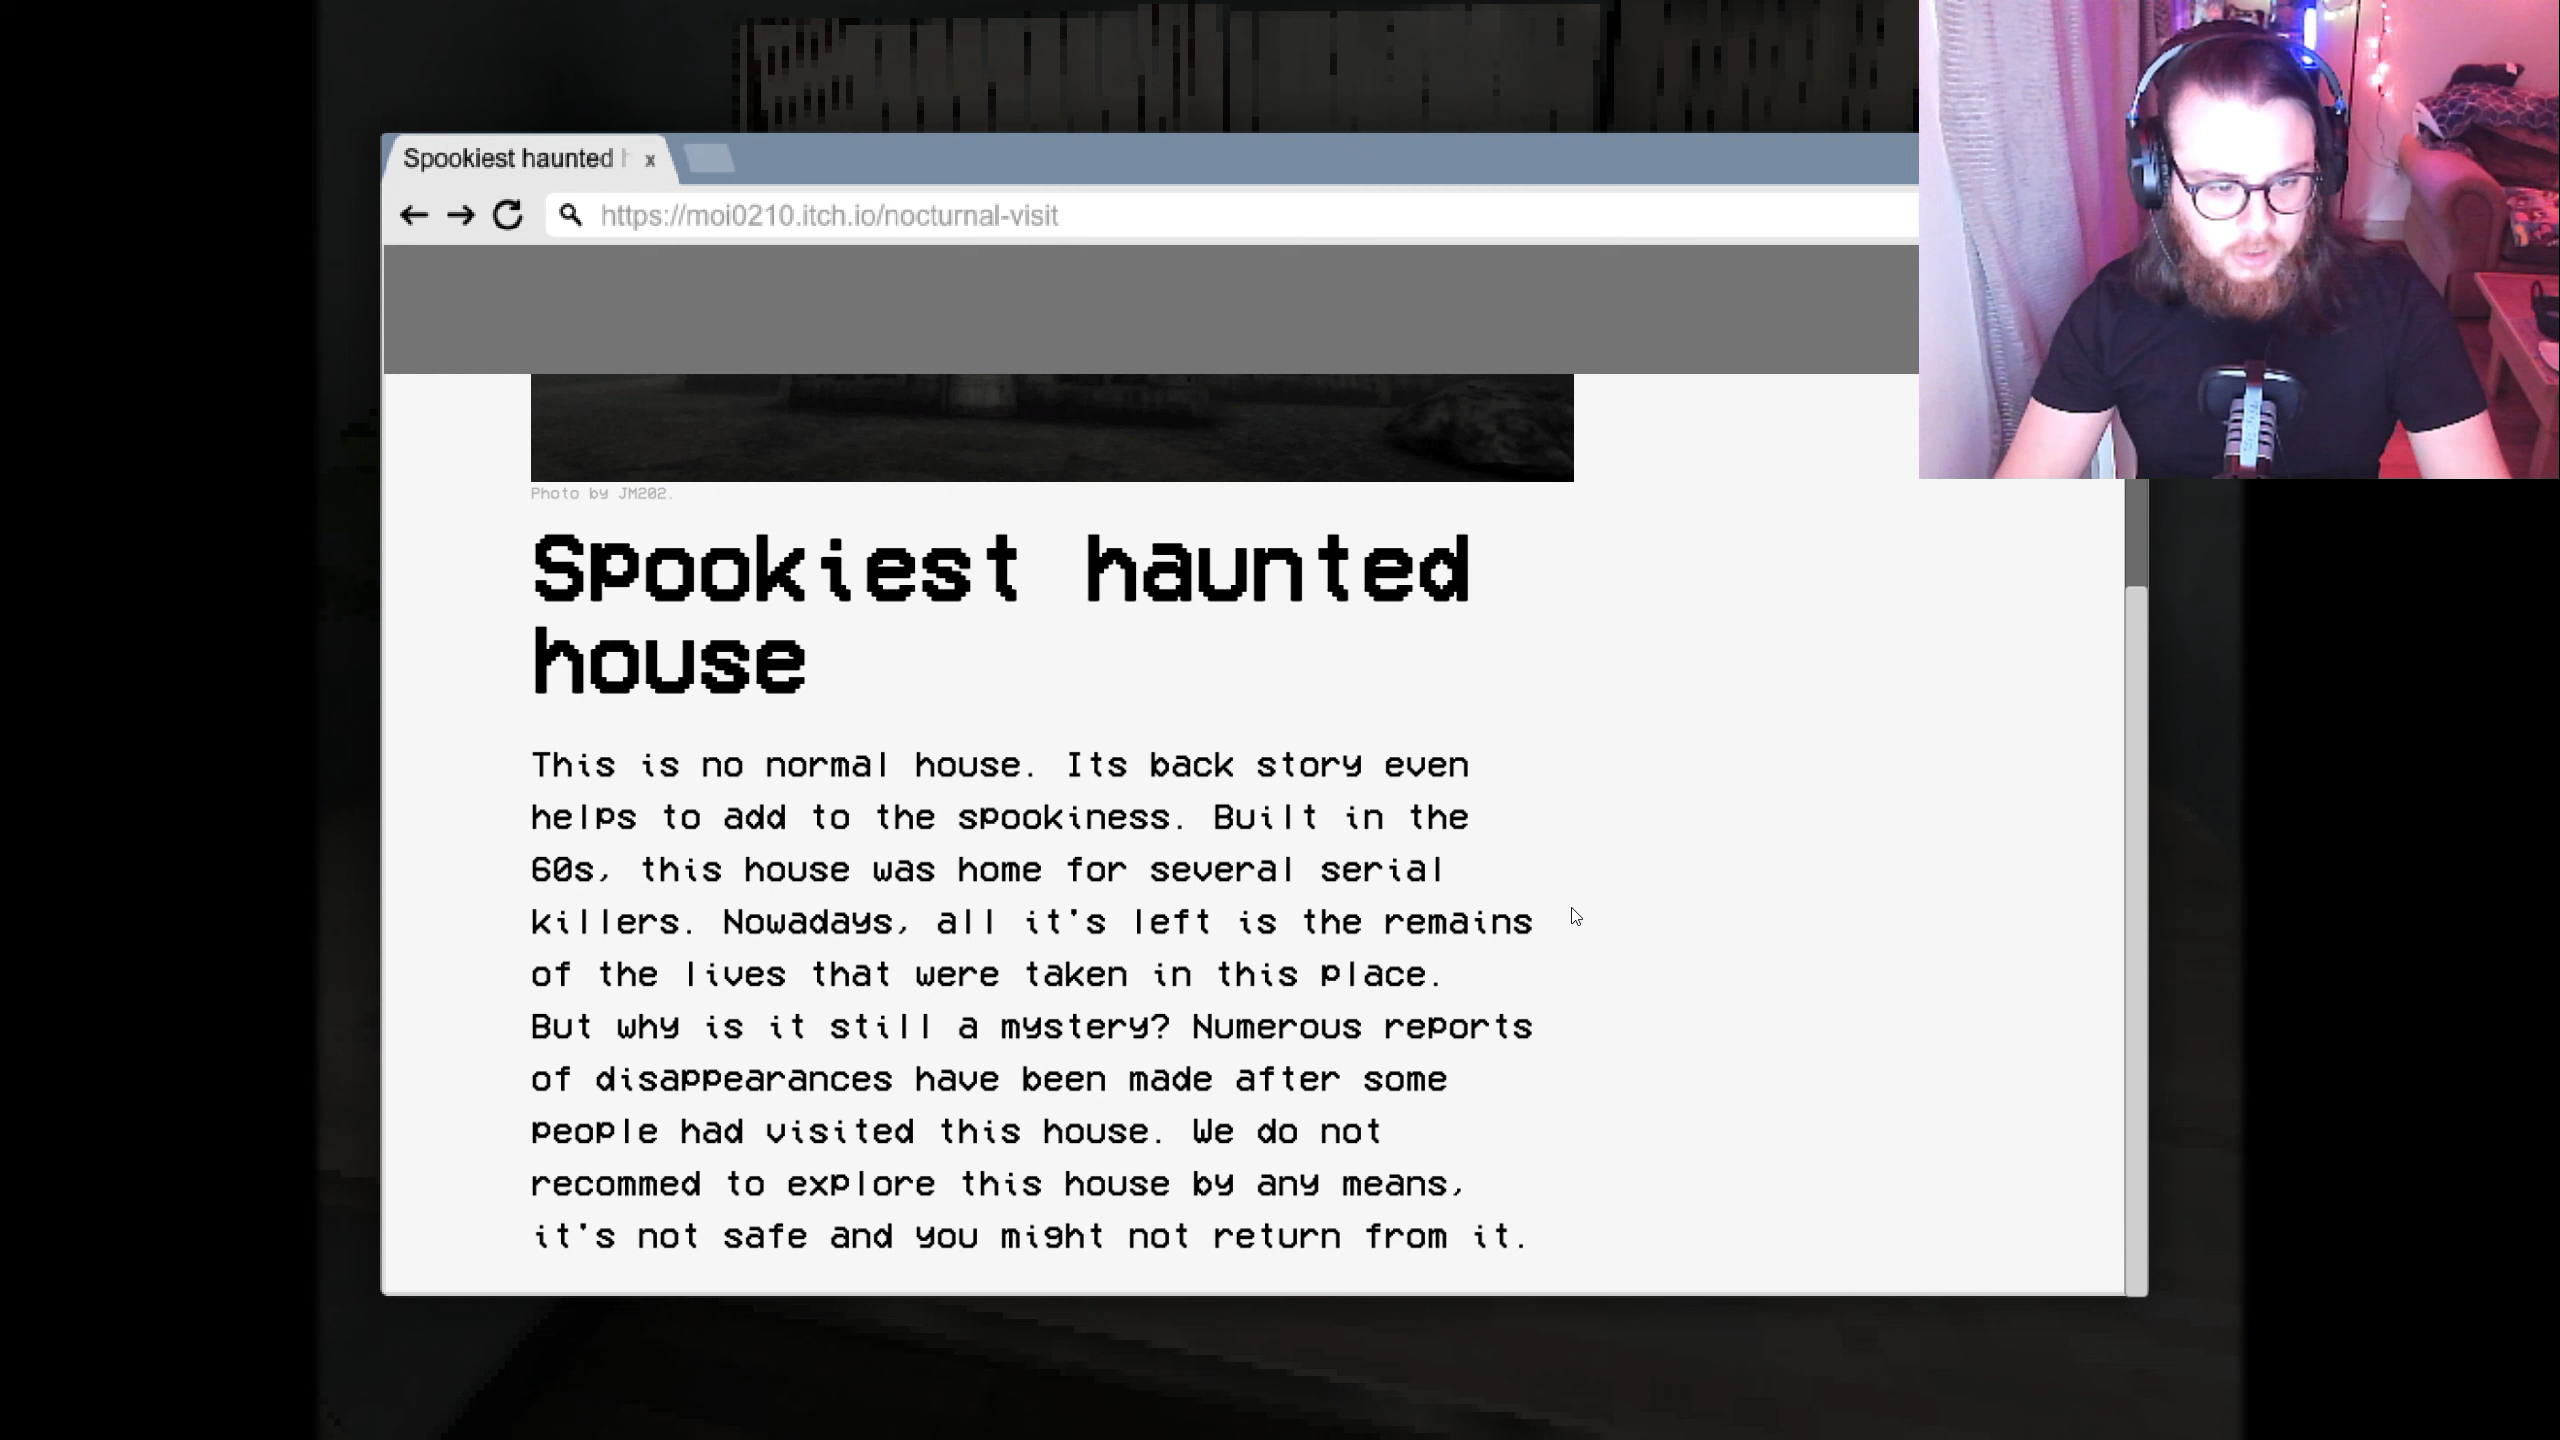 Spookiest haunted
x
https://moi0210.itch.io/nocturnal-visit
Photo by JM202.
Spookiest haunted
house
This is no normal house. Its back story even
helps to add to the spookiness. Built in the
60s, this house was home for several serial
killers. Nowadays, all it's left is the remains
of the lives that were taken in this place.
But why is it still a mystery? Numerous reports
of disappearances have been made after some
people had visited this house. We do not
recommed to explore this house by any means,
it's not safe and you might not return from it.